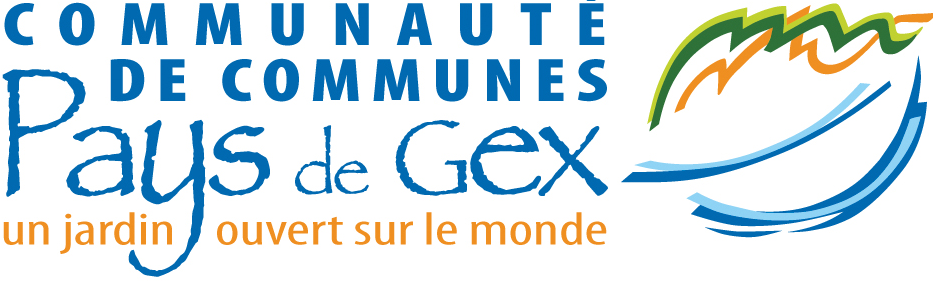 COMMUNAUTÉ
DE COMMUNES
Pays de Gex
un jardin ouvert sur le monde